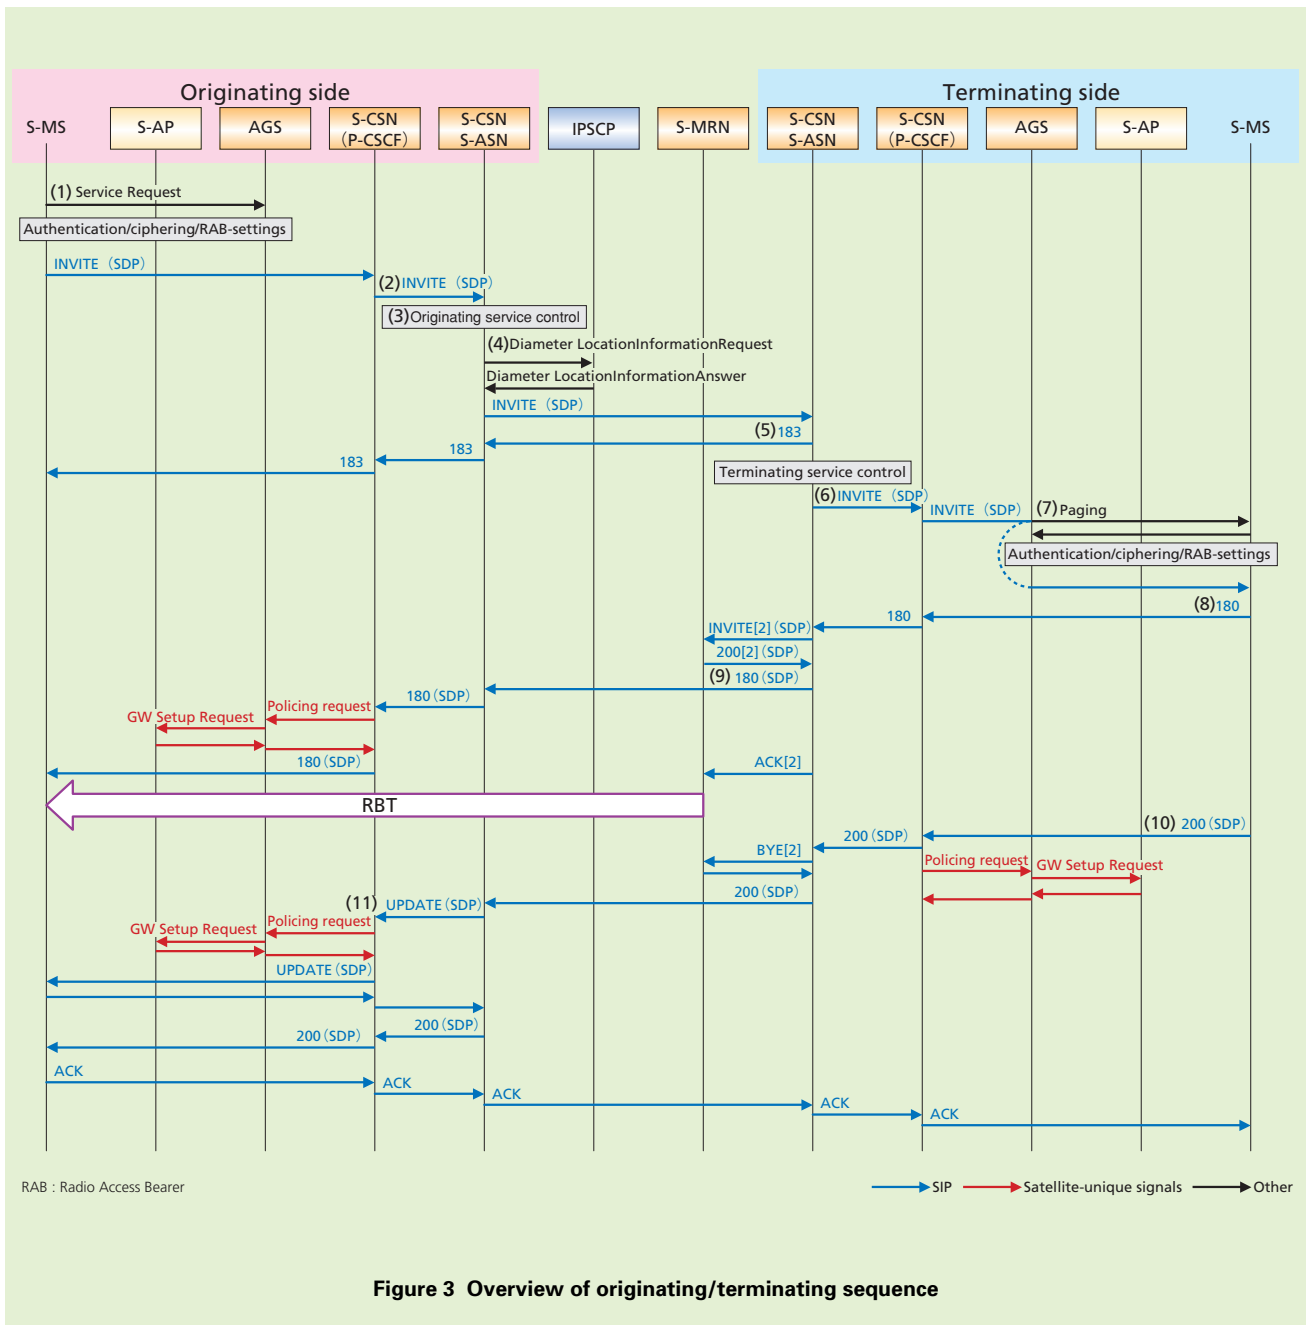 Originating side
Terminating side
S-MS
S-AP
AGS
S-CSN
(P-CSCF)
S-CSN
S-ASN
IPSCP
S-MRN
S-CSN
S-ASN
S-CSN
(P-CSCF)
AGS
S-AP
S-MS
(1) Service Request
Authentication/ciphering/RAB-settings
INVITE (SDP)
(2) INVITE (SDP)
(3) Originating service control
(4) Diameter LocationInformationRequest
Diameter LocationInformationAnswer
INVITE (SDP)
(5) 183
183
183
Terminating service control
(6) INVITE (SDP)
INVITE (SDP)
(7) Paging
Authentication/ciphering/RAB-settings
(8) 180
180
INVITE[2] (SDP)
200[2] (SDP)
(9) 180 (SDP)
180 (SDP)
Policing request
GW Setup Request
180 (SDP)
ACK[2]
RBT
(10) 200 (SDP)
200 (SDP)
BYE[2]
Policing request
GW Setup Request
200 (SDP)
(11) UPDATE (SDP)
Policing request
GW Setup Request
UPDATE (SDP)
200 (SDP)
200 (SDP)
ACK
ACK
ACK
ACK
ACK
RAB : Radio Access Bearer
SIP
Satellite-unique signals
Other
Figure 3 Overview of originating/terminating sequence